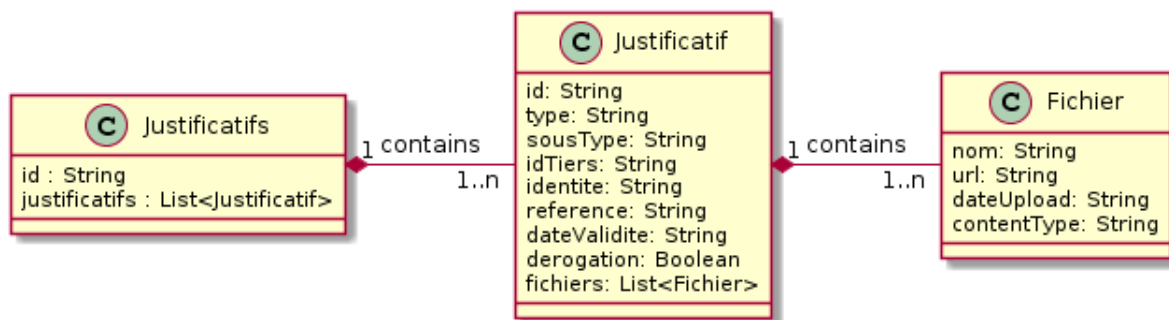 C Justificatifs
id : String
justificatifs : List<Justificatif>
1 contains
1..n
C Justificatif
id: String
type: String
sousType: String
idTiers: String
identite: String
reference: String
dateValidite: String
derogation: Boolean
fichiers: List<Fichier>
1 contains
1..n
C Fichier
nom: String
url: String
dateUpload: String
contentType: String